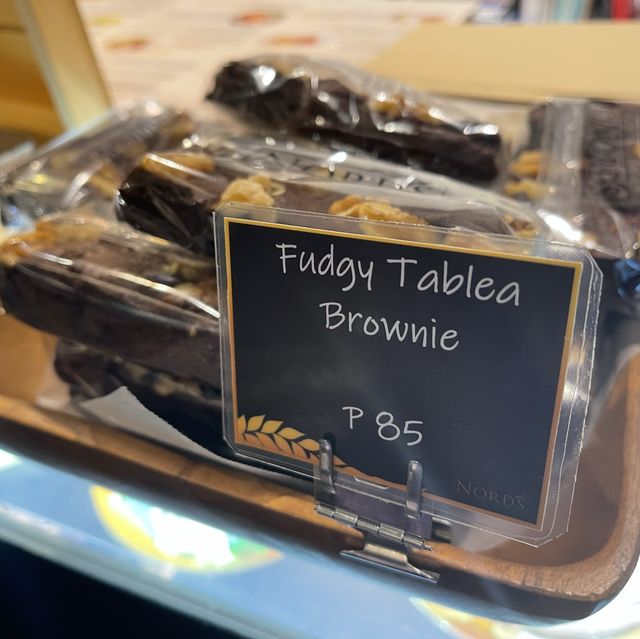 Fudgy Tablea
Brownie
P 85
NORDS